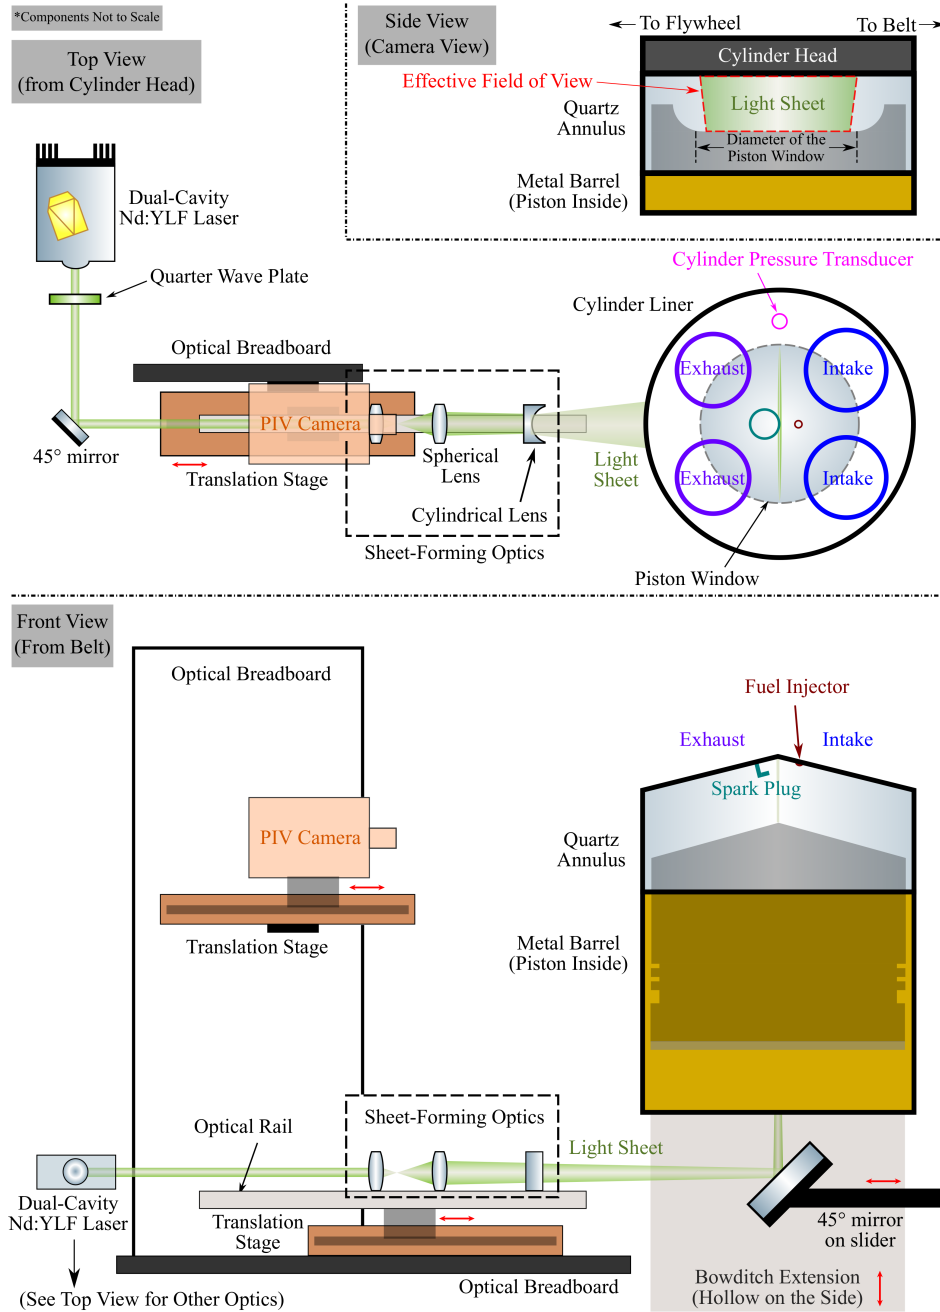 *Components Not to Scale
Top View
(from Cylinder Head)
Side View
(Camera View)
To Flywheel
To Belt
Cylinder Head
Effective Field of View
Light Sheet
Quartz
Annulus
Diameter of the
Piston Window
Metal Barrel
(Piston Inside)
Dual-Cavity
Nd:YLF Laser
Quarter Wave Plate
Cylinder Pressure Transducer
Cylinder Liner
Optical Breadboard
Exhaust
Intake
PIV Camera
45° mirror
Translation Stage
Spherical
Lens
Light
Sheet
Exhaust
Intake
Cylindrical Lens
Sheet-Forming Optics
Piston Window
Front View
(From Belt)
Optical Breadboard
Fuel Injector
Exhaust
Intake
Spark Plug
PIV Camera
Quartz
Annulus
Translation Stage
Metal Barrel
(Piston Inside)
Sheet-Forming Optics
Optical Rail
Light Sheet
Dual-Cavity
Nd:YLF Laser
Translation
Stage
45° mirror
on slider
Optical Breadboard
Bowditch Extension
(Hollow on the Side)
(See Top View for Other Optics)